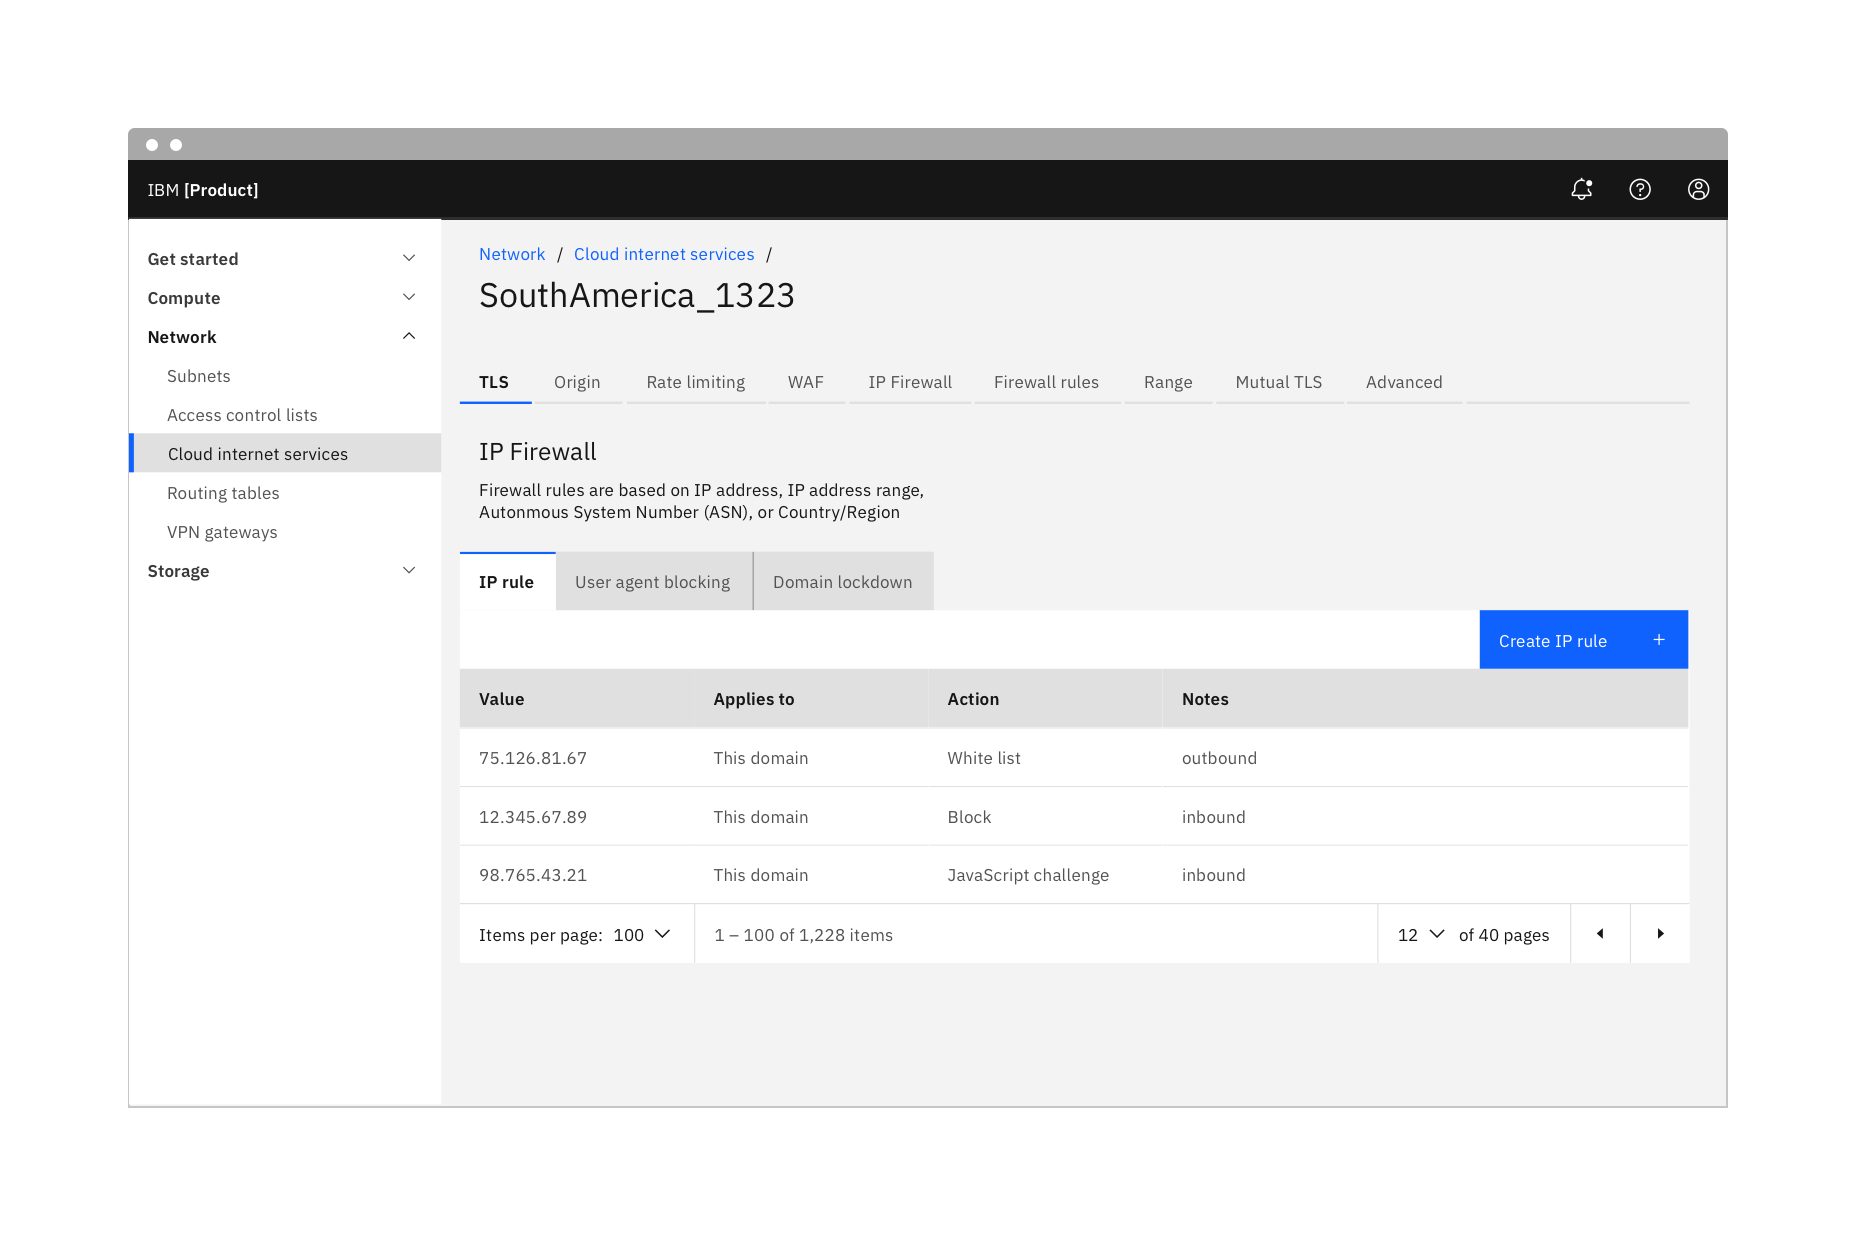 IBM [Product]
Get started
Compute
Network
Subnets
Access control lists
Cloud internet services
Routing tables
VPN gateways
Storage
Network / Cloud internet services /
SouthAmerica_1323
TLS Origin Rate limiting WAF IP Firewall Firewall rules Range Mutual TLS Advanced
IP Firewall
Firewall rules are based on IP address, IP address range,
Autonmous System Number (ASN), or Country/Region
IP rule User agent blocking Domain lockdown
Create IP rule +
Value Applies to Action Notes
75.126.81.67 This domain White list outbound
12.345.67.89 This domain Block inbound
98.765.43.21 This domain JavaScript challenge inbound
Items per page: 100 1 – 100 of 1,228 items 12 of 40 pages